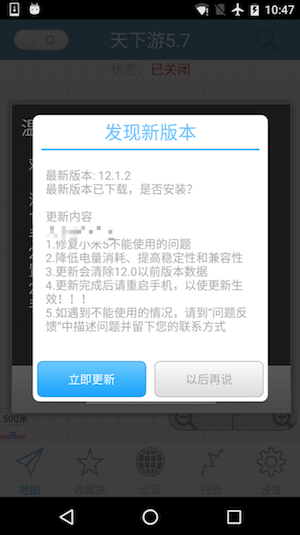 10:47
天下游5.7
状态：已关闭
温
发现新版本
最新版本: 12.1.2
最新版本已下载，是否安装？
更新内容
1.修复小米5不能使用的问题
2.降低电量消耗、提高稳定性和兼容性
3.更新会清除12.0以前版本数据
4.更新完成后请重启手机，以使更新生
效！！！
5.如遇到不能使用的情况，请到“问题反
馈”中描述问题并留下您的联系方式
立即更新
以后再说
500米
地图
收藏夹
论坛
扫街
设置